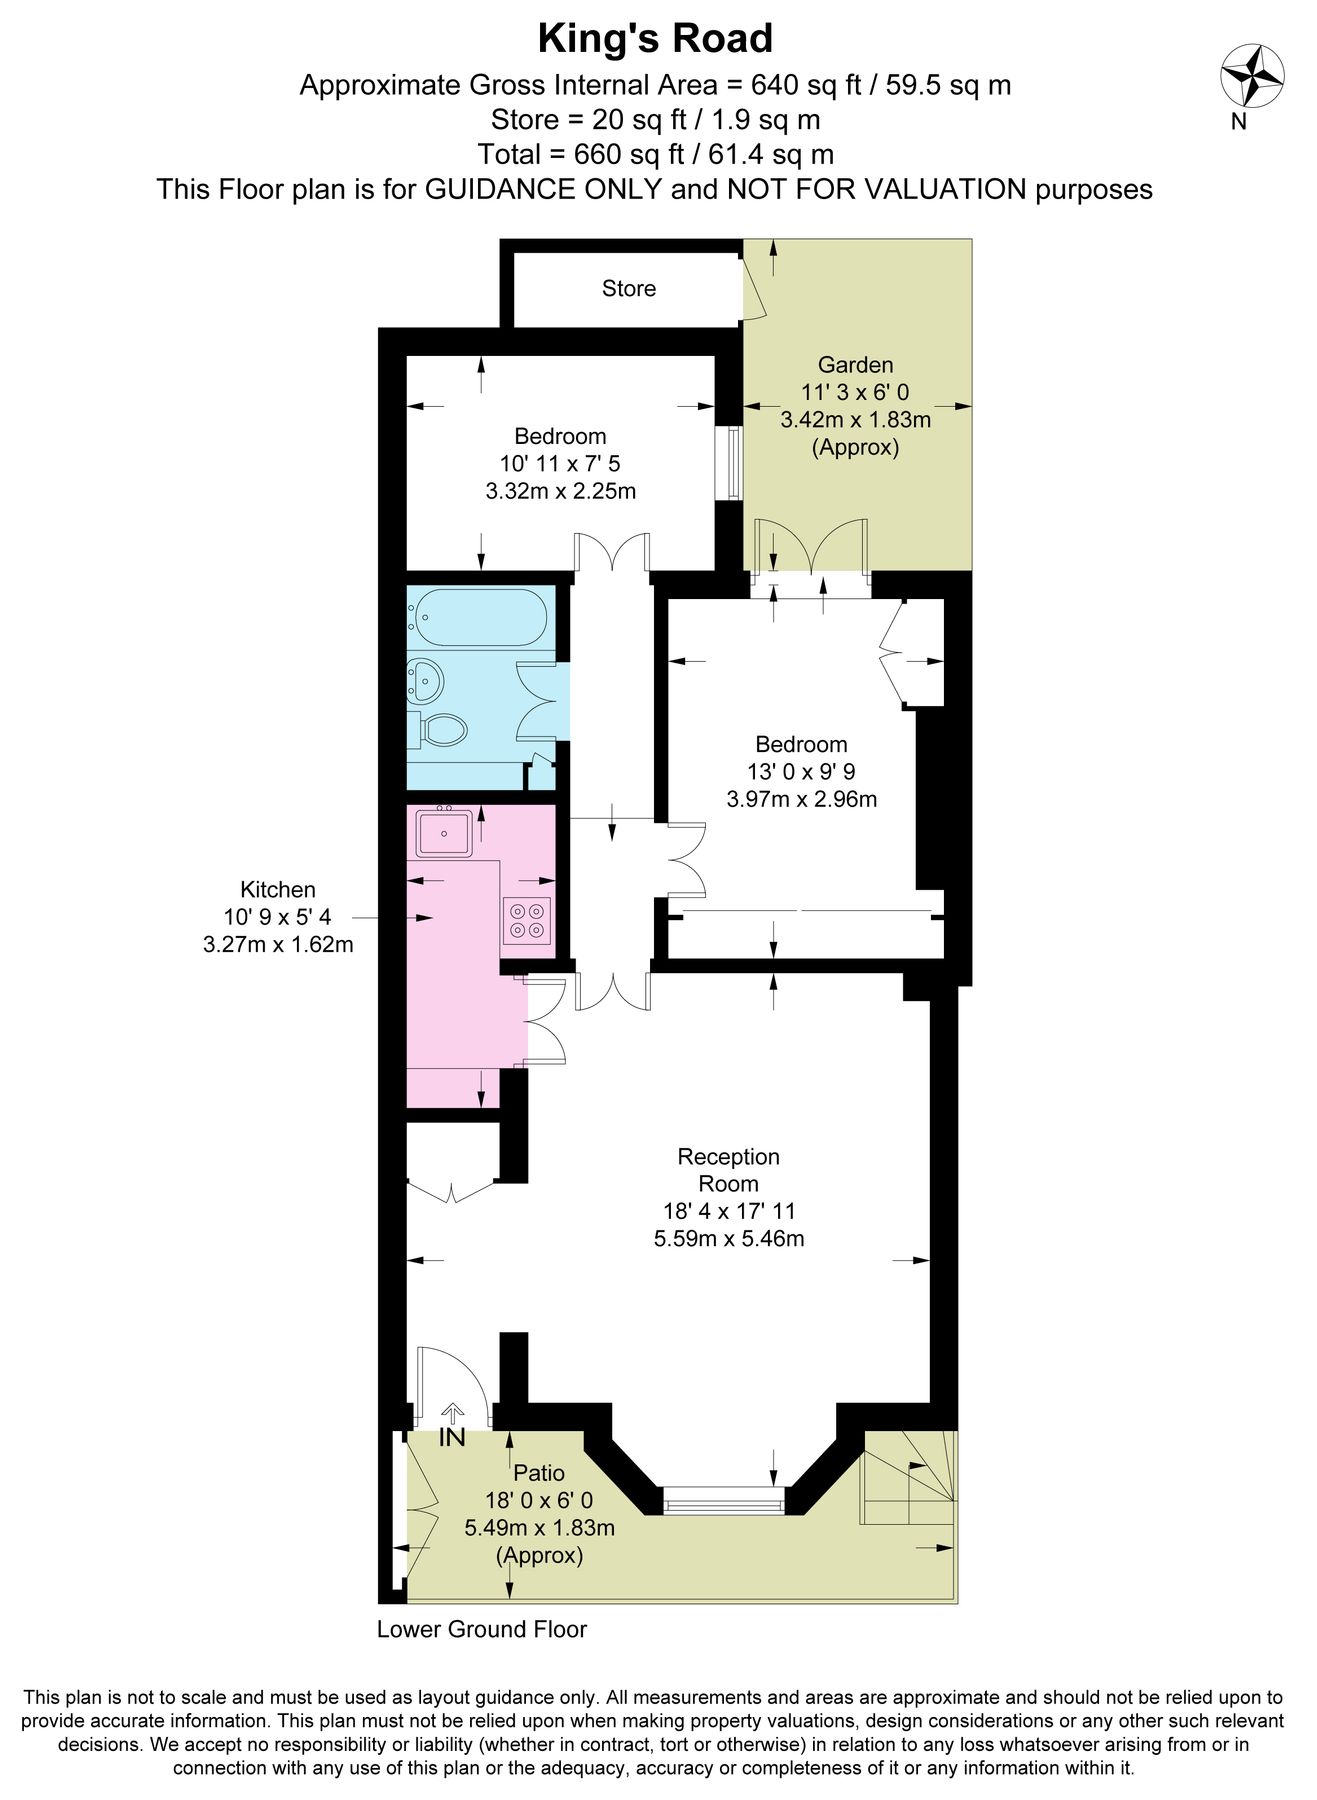 King's Road
Approximate Gross Internal Area = 640 sq ft / 59.5 sq m
Store = 20 sq ft / 1.9 sq m
Total = 660 sq ft / 61.4 sq m
This Floor plan is for GUIDANCE ONLY and NOT FOR VALUATION purposes
N
Store
Garden
11' 3 x 6' 0
3.42m x 1.83m
(Approx)
Bedroom
10' 11 x 7' 5
3.32m x 2.25m
Bedroom
13' 0 x 9' 9
3.97m x 2.96m
Kitchen
10' 9 x 5' 4
3.27m x 1.62m
Reception
Room
18' 4 x 17' 11
5.59m x 5.46m
IN
Patio
18' 0 x 6' 0
5.49m x 1.83m
(Approx)
Lower Ground Floor
This plan is not to scale and must be used as layout guidance only. All measurements and areas are approximate and should not be relied upon to
provide accurate information. This plan must not be relied upon when making property valuations, design considerations or any other such relevant
decisions. We accept no responsibility or liability (whether in contract, tort or otherwise) in relation to any loss whatsoever arising from or in
connection with any use of this plan or the adequacy, accuracy or completeness of it or any information within it.